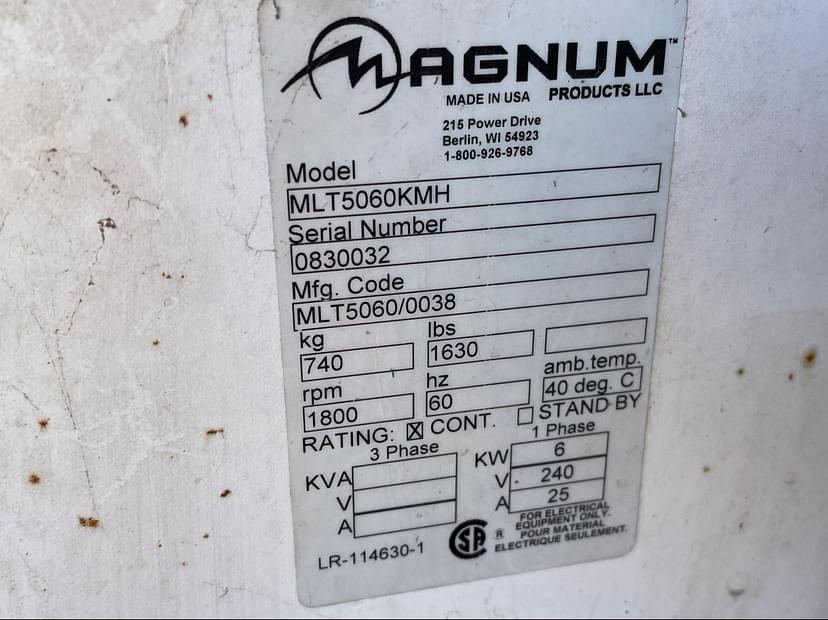 MAGNUM™
MADE IN USA PRODUCTS LLC
215 Power Drive
Berlin, WI 54923
1-800-926-9768
Model
MLT5060KMH
Serial Number
0830032
Mfg. Code
MLT5060/0038
kg lbs
740 1630
rpm hz amb.temp.
1800 60 40 deg. C
RATING: ☒ CONT. ☐ STAND BY
3 Phase 1 Phase
KVA KW 6
V V 240
A A 25
FOR ELECTRICAL
EQUIPMENT ONLY.
POUR MATERIAL
ELECTRIQUE SEULEMENT.
LR-114630-1 SA ®